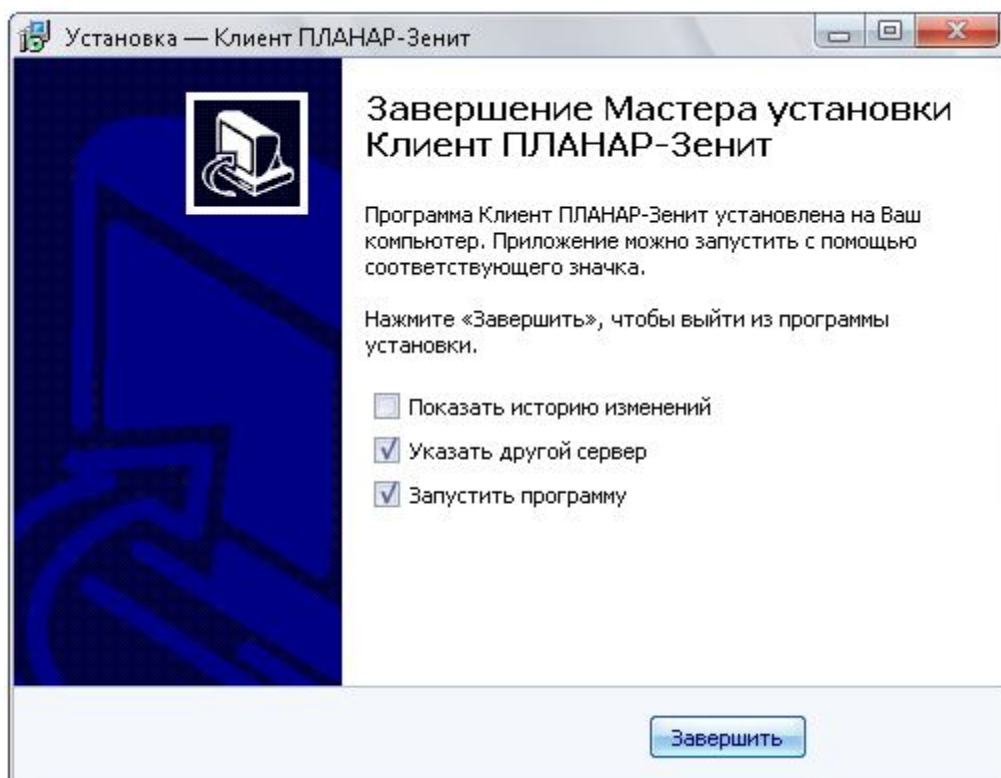 Установка — Клиент ПЛАНАР-Зенит
Завершение Мастера установки
Клиент ПЛАНАР-Зенит
Программа Клиент ПЛАНАР-Зенит установлена на Ваш
компьютер. Приложение можно запустить с помощью
соответствующего значка.
Нажмите «Завершить», чтобы выйти из программы
установки.
Показать историю изменений
Указать другой сервер
Запустить программу
Завершить